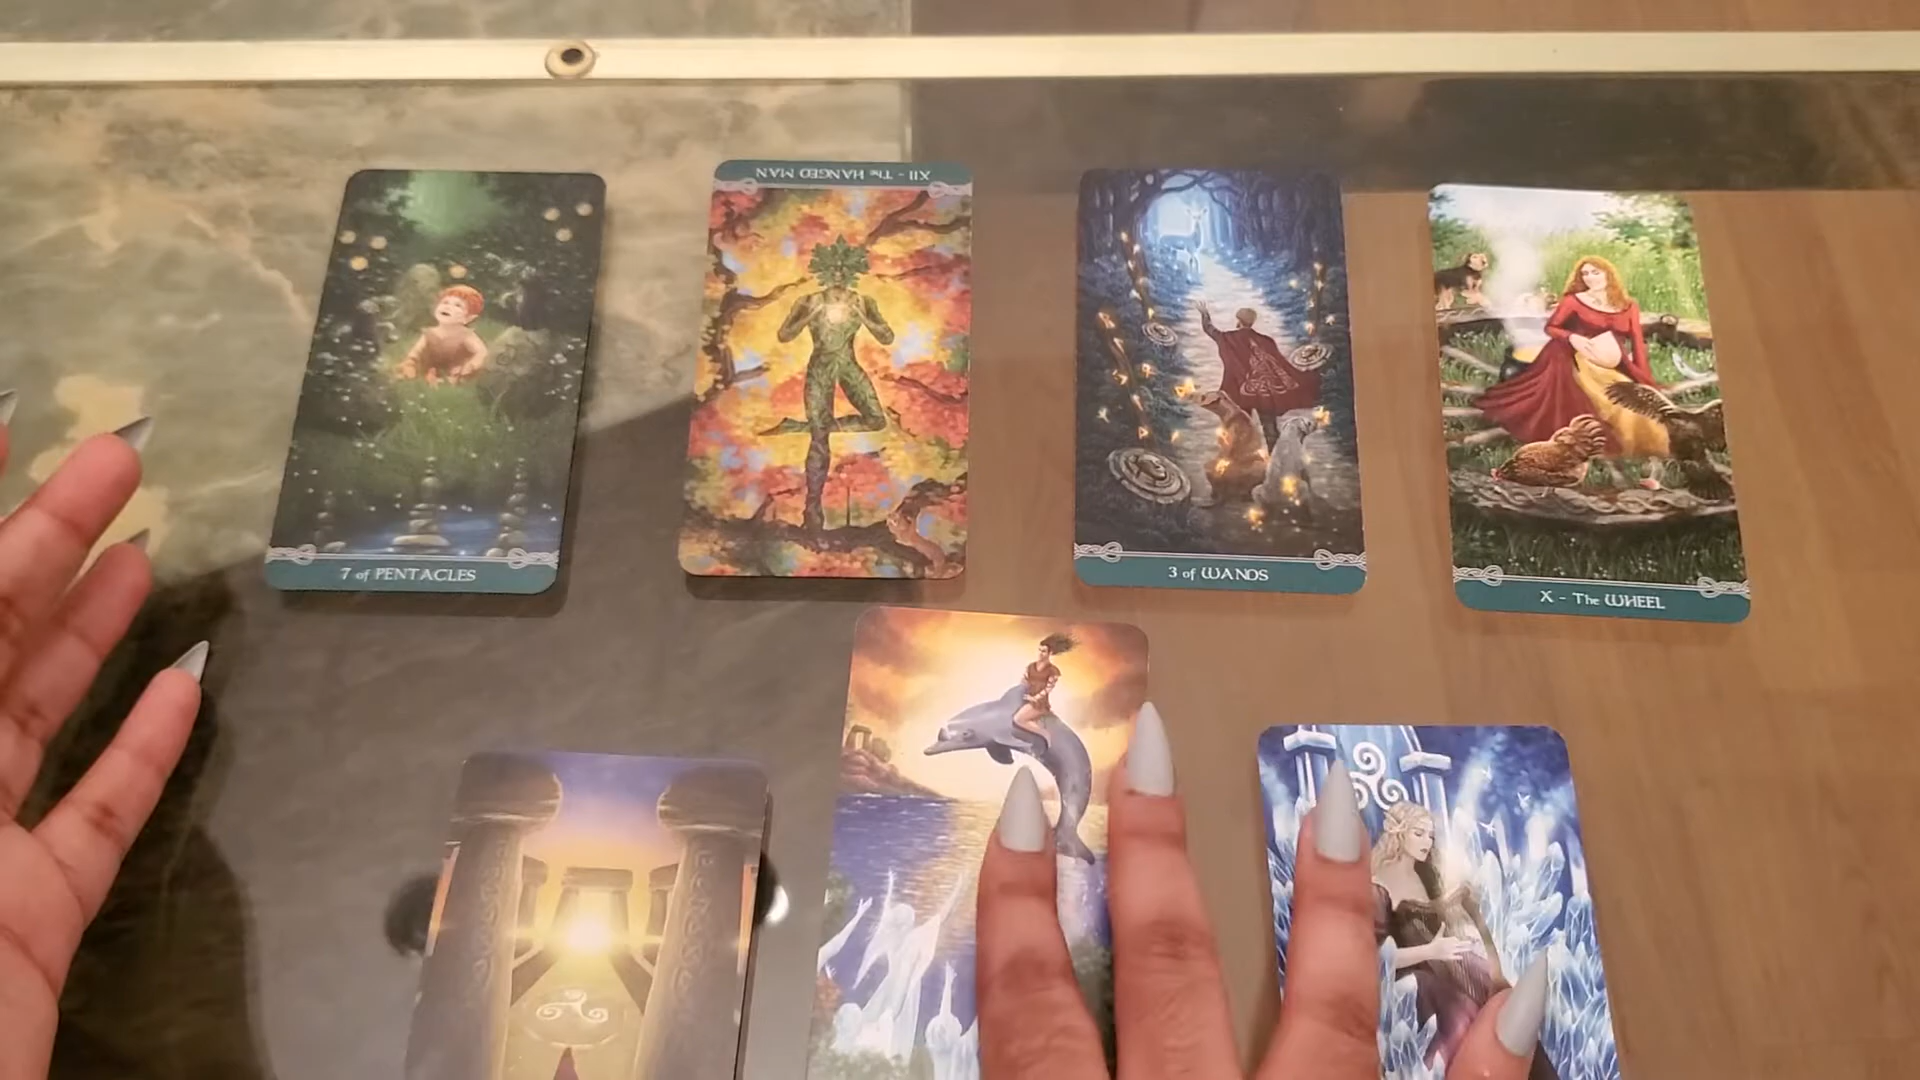 7 of PENTACLES
XII - The HANGED MAN
3 of WANDS
X - The WHEEL